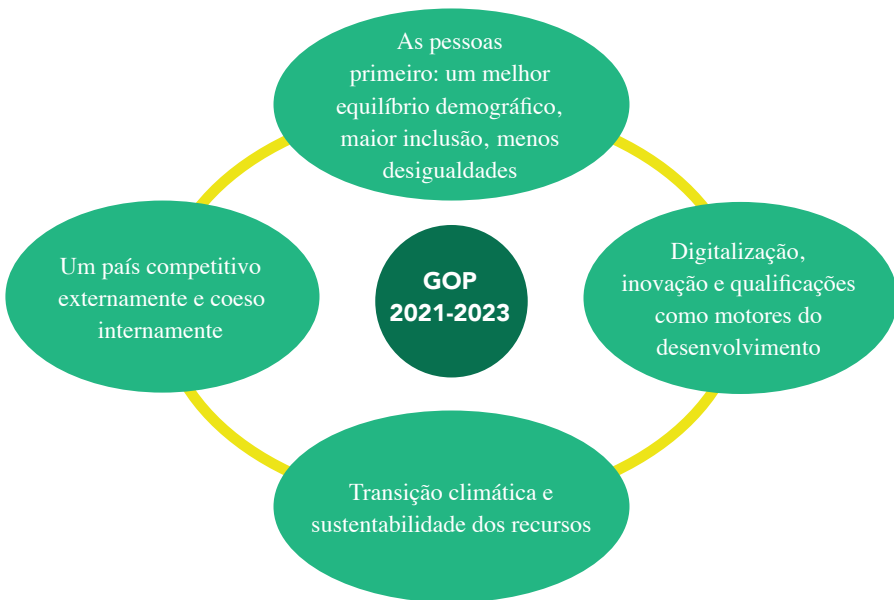 As pessoas
primeiro: um melhor
equilíbrio demográfico,
maior inclusão, menos
desigualdades
Um país competitivo
externamente e coeso
internamente
GOP
2021-2023
Digitalização,
inovação e qualificações
como motores do
desenvolvimento
Transição climática e
sustentabilidade dos recursos